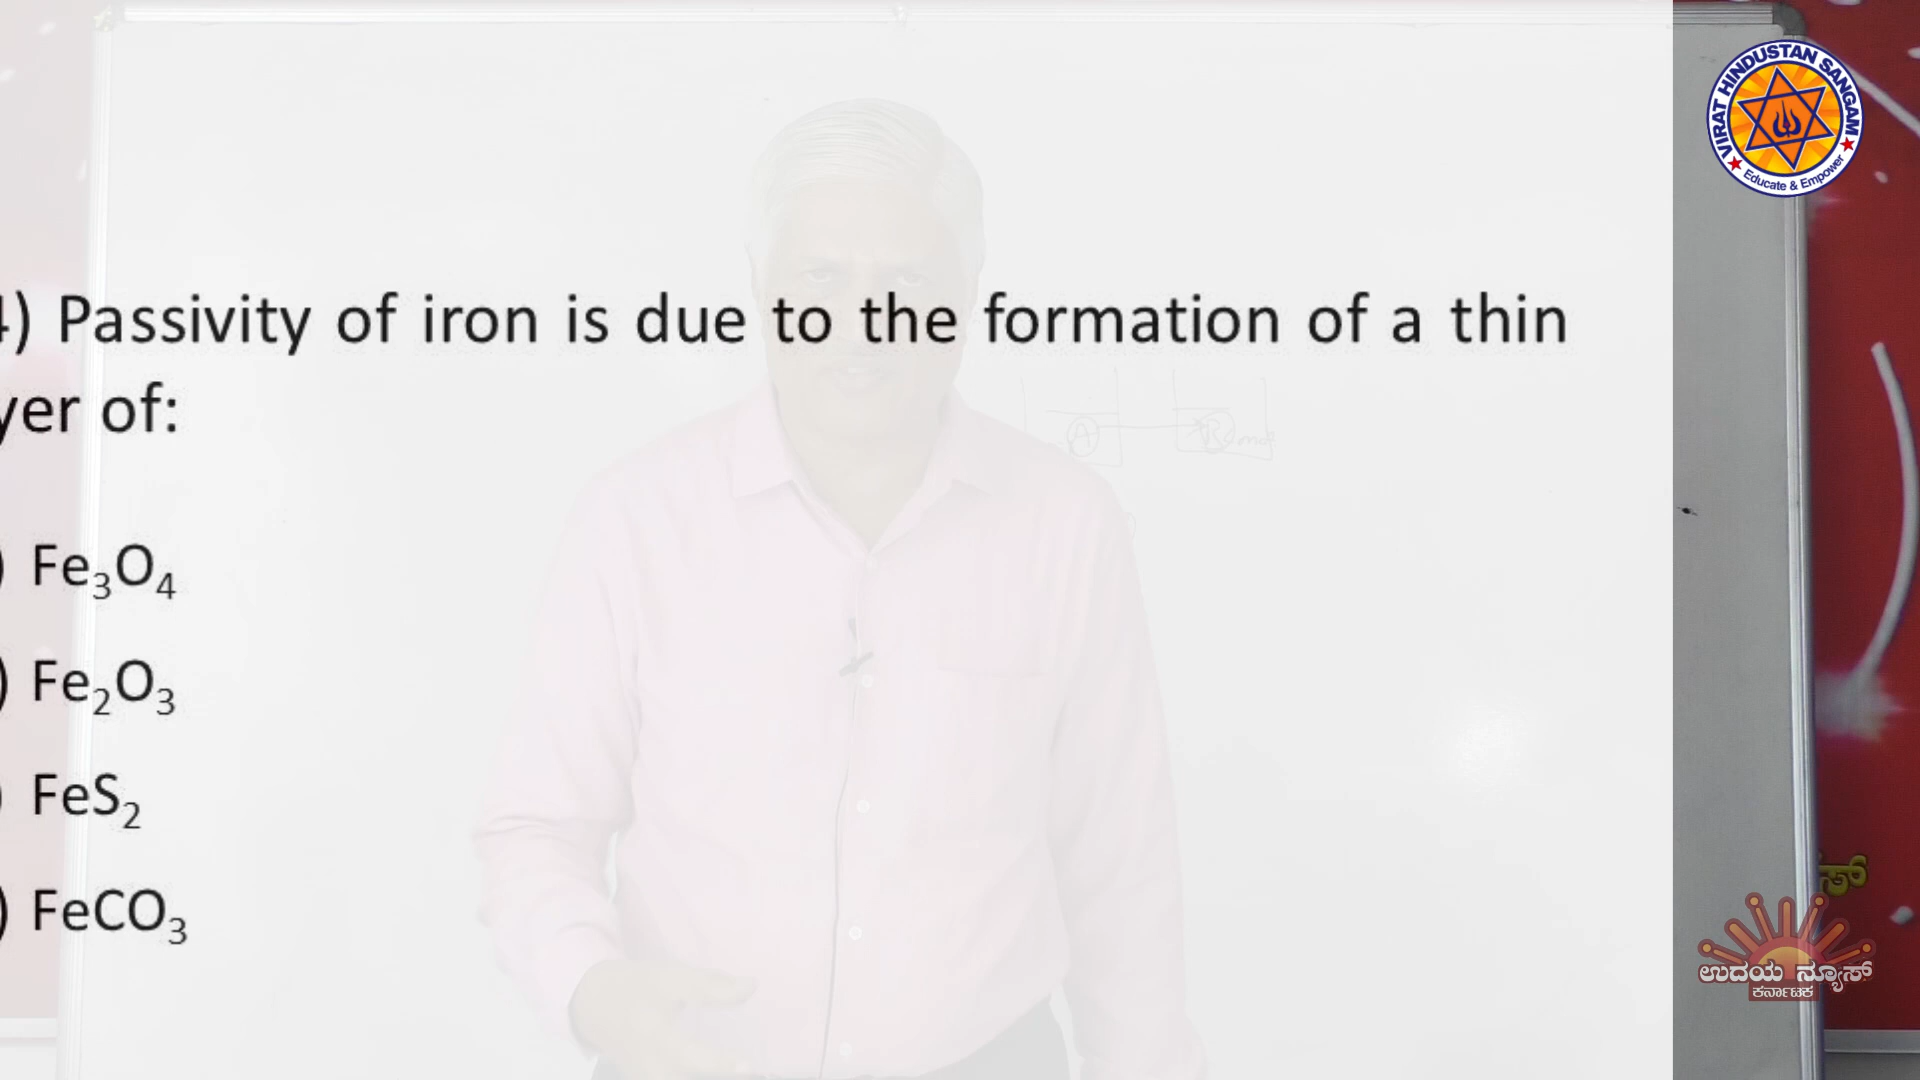 4) Passivity of iron is due to the formation of a thin
yer of:
) Fe₃O₄
) Fe₂O₃
) FeS₂
) FeCO₃
VIRAT HINDUSTAN SANGAM
Educate & Empower
ಉದಯ ನ್ಯೂಸ್
ಕರ್ನಾಟಕ